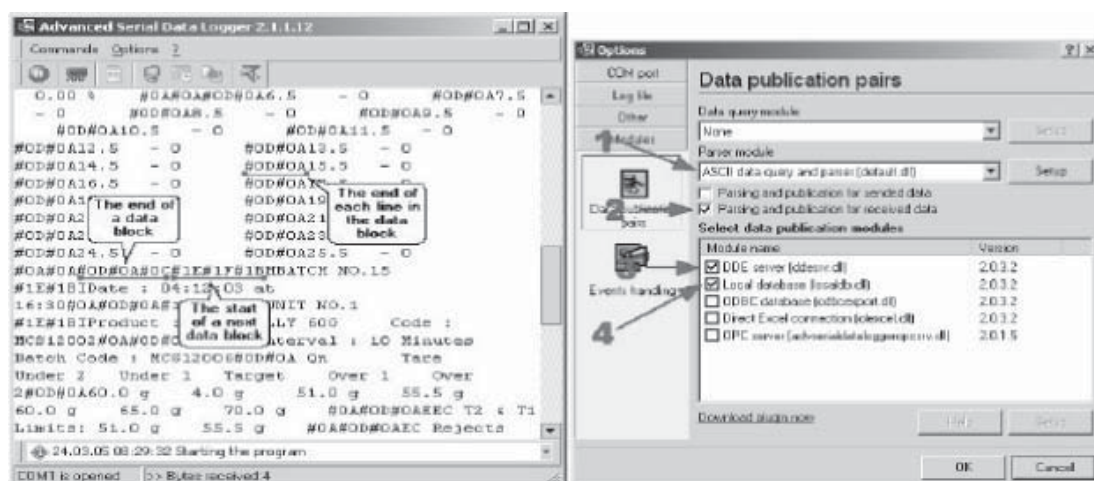 Advanced Serial Data Logger 2.1.1.12
Commands Options ?
0.00 % #0A#0A#0D#0A6.5 - 0 #0D#0A7.5
- 0 #0D#0A8.5 - 0 #0D#0A9.5 - 0
#0D#0A10.5 - 0 #0D#0A11.5 - 0
#0D#0A12.5 - 0 #0D#0A13.5 - 0
#0D#0A14.5 - 0 #0D#0A15.5 - 0
#0D#0A16.5 - 0
The end of a data block
The end of each line in the data block
#0D#0A24.5 - 0 #0D#0A25.5 - 0
#0A#0A#0D#0A#0C#1E#1F#1BMBATCH NO.15
#1E#1BIDate : 04:12:03 at
16:30#0A#0D#0A UNIT NO.1
The start of a next data block
#1E#1BIProduct : LLY 600 Code :
MCS12002#0A#0D Interval : 10 Minutes
Batch Code : MCS12006#0D#0A Qn Tare
Under 2 Under 1 Target Over 1 Over
2#0D#0A60.0 g 4.0 g 51.0 g 55.5 g
60.0 g 65.0 g 70.0 g #0A#0D#0AEEC T2 & T1
Limits: 51.0 g 55.5 g #0A#0D#0AEC Rejects
24.03.05 08:29:32 Starting the program
COM1 is opened >> Bytes received 4
Options
COM port
Log file
Other
Modules
Data publication pairs
Events handling
Data publication pairs
Data query module
None
Setup
1
Parser module
ASCII data query and parser (default.dll)
Setup
Parsing and publication for sended data
2
Parsing and publication for received data
Select data publication modules
Module name Version
DDE server (ddesrv.dll) 2.0.3.2
4
Local database (localdb.dll) 2.0.3.2
ODBC database (odbcexport.dll) 2.0.3.2
Direct Excel connection (olexcel.dll) 2.0.3.2
OPC server 2.0.1.5
Download plugin now
Help
Setup
OK
Cancel